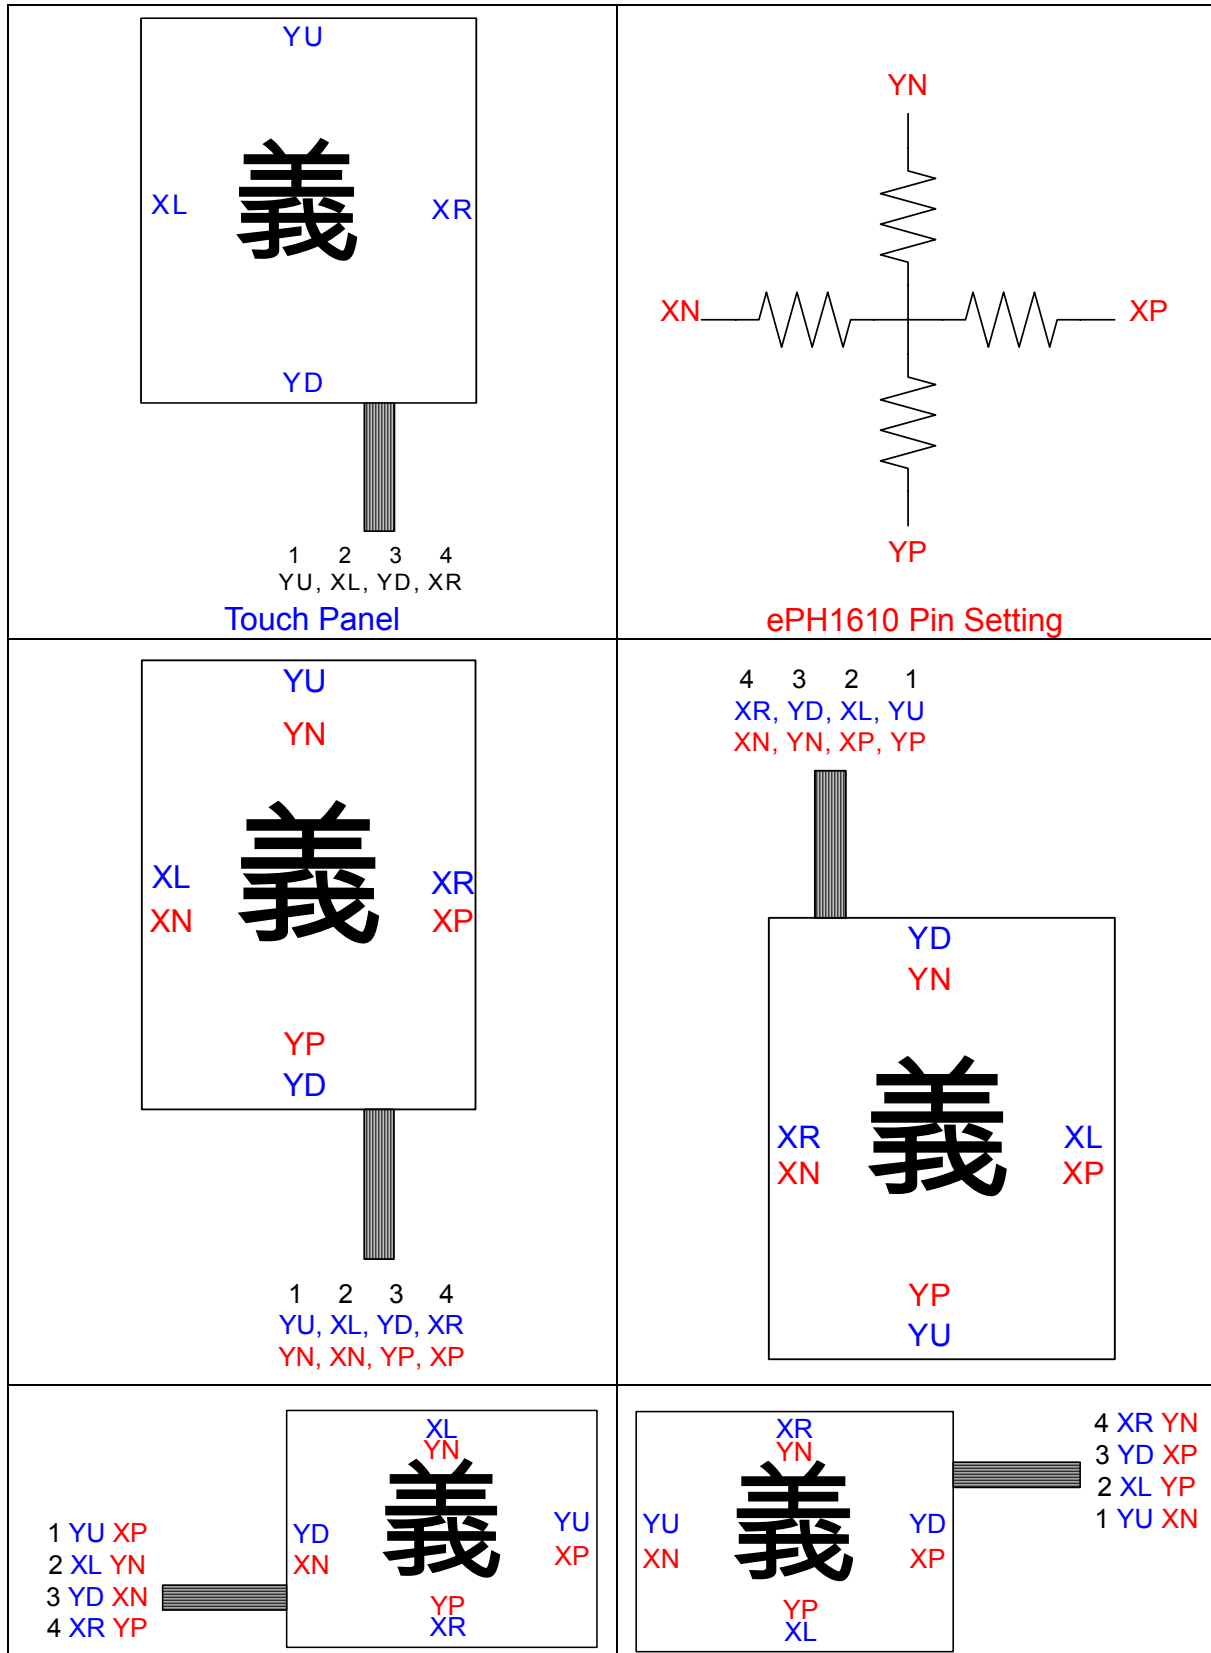 YU
義
XL
XR
YD
1 2 3 4
YU, XL, YD, XR
Touch Panel
YN
XN
XP
YP
ePH1610 Pin Setting
YU
YN
義
XL
XR
XN
XP
YP
YD
1 2 3 4
YU, XL, YD, XR
YN, XN, YP, XP
4 3 2 1
XR, YD, XL, YU
XN, YN, XP, YP
YD
YN
義
XR
XL
XN
XP
YP
YU
XL
YN
義
YD
YU
XN
XP
YP
XR
1 YU XP
2 XL YN
3 YD XN
4 XR YP
XR
YN
義
YU
YD
XN
XP
YP
XL
4 XR YN
3 YD XP
2 XL YP
1 YU XN